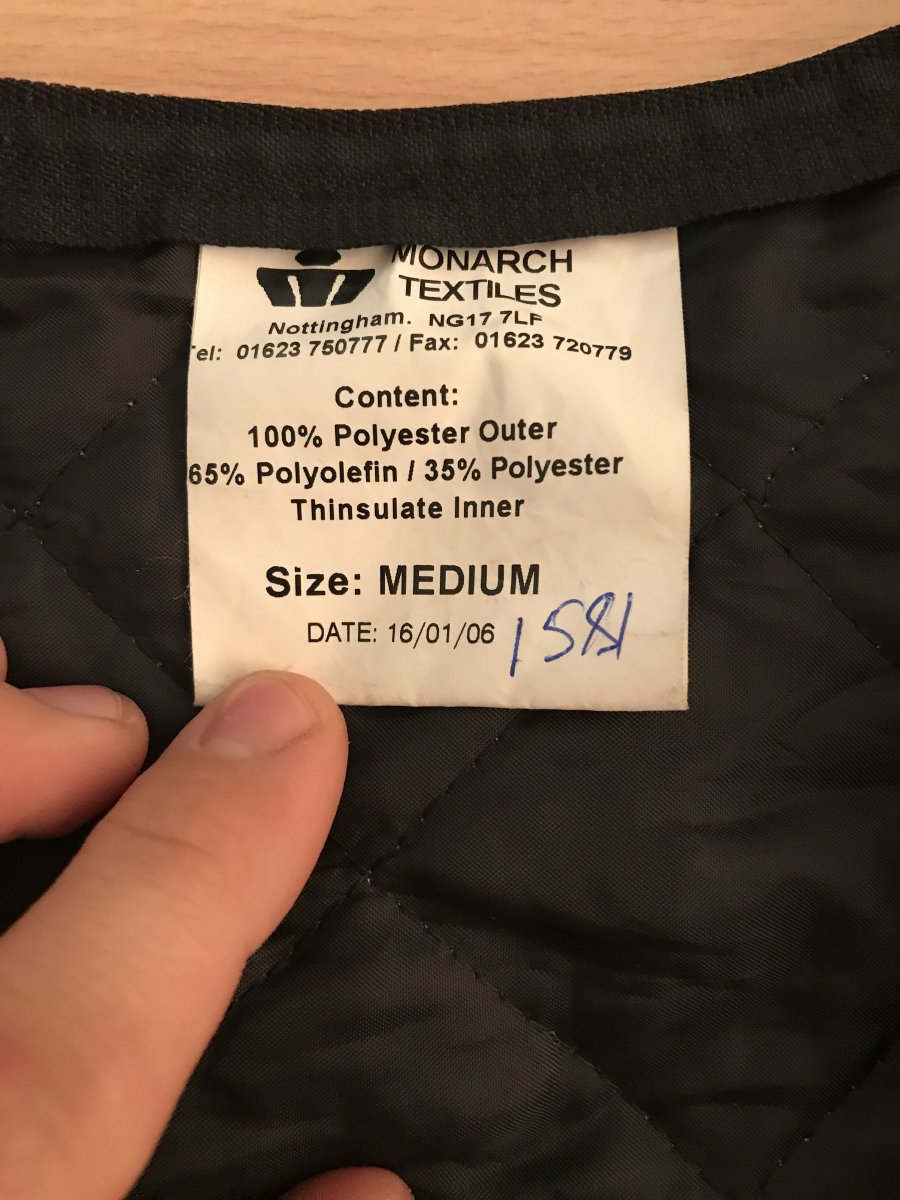 MONARCH
TEXTILES
Nottingham. NG17 7LF
el: 01623 750777 / Fax: 01623 720779
Content:
100% Polyester Outer
65% Polyolefin / 35% Polyester
Thinsulate Inner
Size: MEDIUM
DATE: 16/01/06